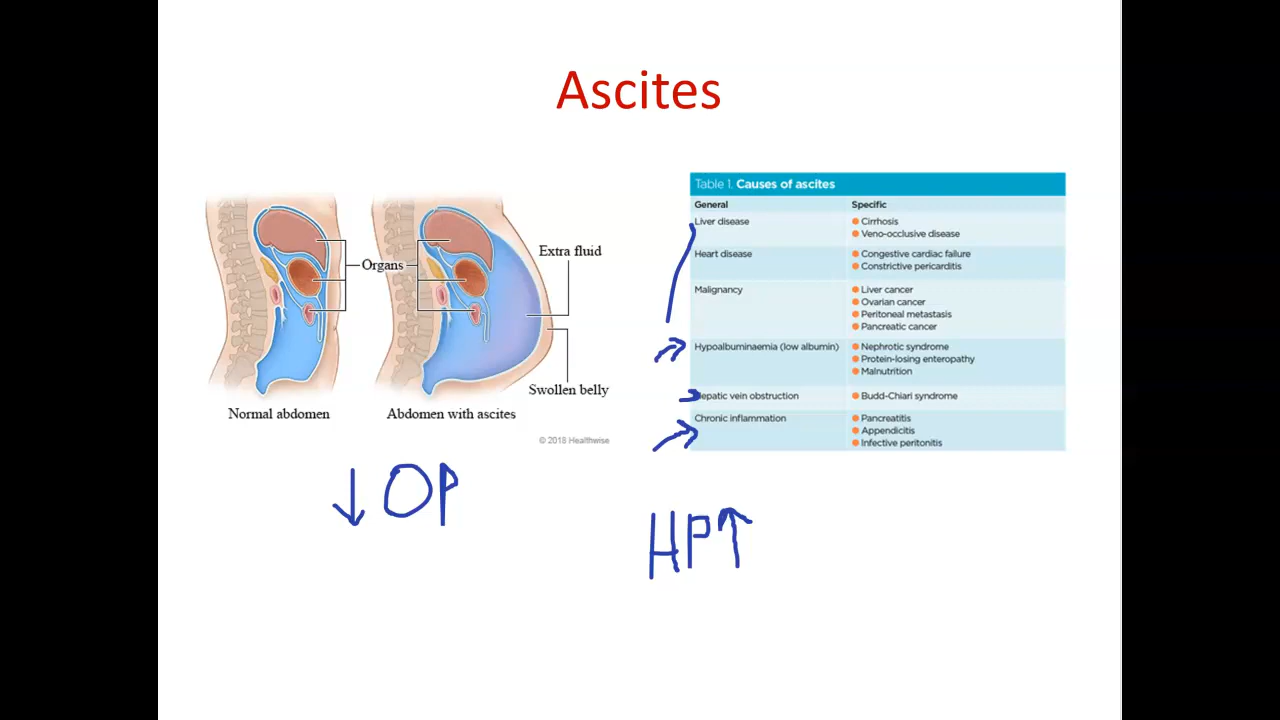 Ascites
Organs
Extra fluid
Swollen belly
Normal abdomen
Abdomen with ascites
© 2018 Healthwise
Table 1. Causes of ascites
General Specific
Liver disease Cirrhosis
Veno-occlusive disease
Heart disease Congestive cardiac failure
Constrictive pericarditis
Malignancy Liver cancer
Ovarian cancer
Peritoneal metastasis
Pancreatic cancer
Hypoalbuminaemia (low albumin) Nephrotic syndrome
Protein-losing enteropathy
Malnutrition
Hepatic vein obstruction Budd-Chiari syndrome
Chronic inflammation Pancreatitis
Appendicitis
Infective peritonitis
↓ OP
HP↑